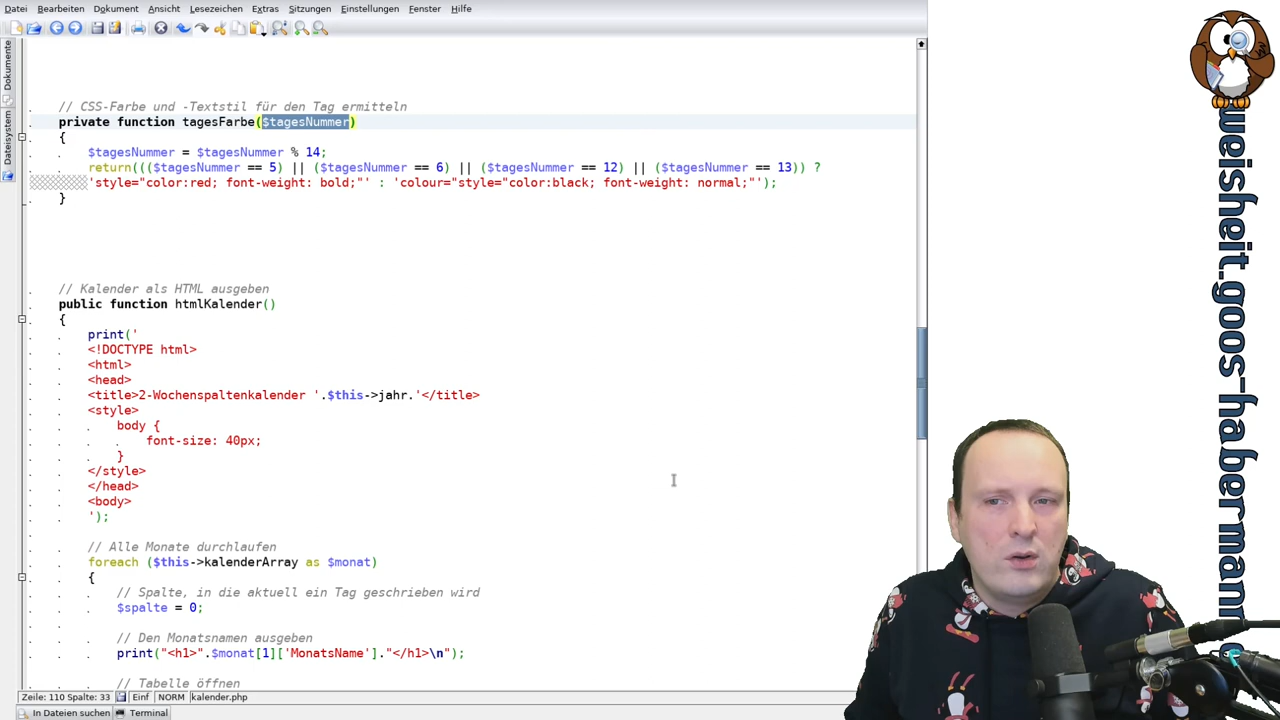 Datei Bearbeiten Dokument Ansicht Lesezeichen Extras Sitzungen Einstellungen Fenster Hilfe
Dokumente
Dateisystem
// CSS-Farbe und -Textstil für den Tag ermitteln
private function tagesFarbe($tagesNummer)
{
$tagesNummer = $tagesNummer % 14;
return((($tagesNummer == 5) || ($tagesNummer == 6) || ($tagesNummer == 12) || ($tagesNummer == 13)) ?
'style="color:red; font-weight: bold;"' : 'colour="style="color:black; font-weight: normal;"');
}
// Kalender als HTML ausgeben
public function htmlKalender()
{
print('
<!DOCTYPE html>
<html>
<head>
<title>2-Wochenspaltenkalender '.$this->jahr.'</title>
<style>
body {
font-size: 40px;
}
</style>
</head>
<body>
');
// Alle Monate durchlaufen
foreach ($this->kalenderArray as $monat)
{
// Spalte, in die aktuell ein Tag geschrieben wird
$spalte = 0;
// Den Monatsnamen ausgeben
print("<h1>".$monat[1]['MonatsName']."</h1>\n");
// Tabelle öffnen
Zeile: 110 Spalte: 33 Einf NORM kalender.php
In Dateien suchen Terminal